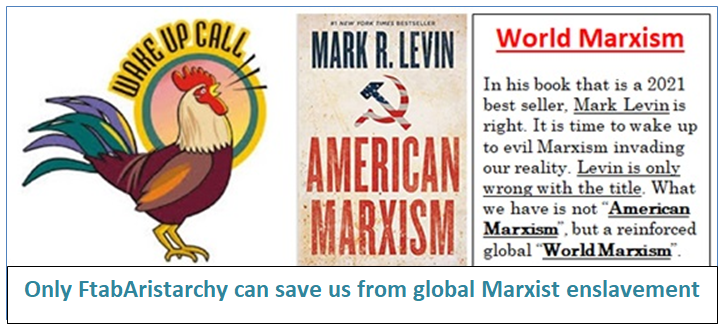 WAKE UP CALL
#1 NEW YORK TIMES BESTSELLER
MARK R. LEVIN
AMERICAN
MARXISM
World Marxism
In his book that is a 2021
best seller, Mark Levin is
right. It is time to wake up
to evil Marxism invading
our reality. Levin is only
wrong with the title. What
we have is not “American
Marxism”, but a reinforced
global “World Marxism”.
Only FtabAristarchy can save us from global Marxist enslavement